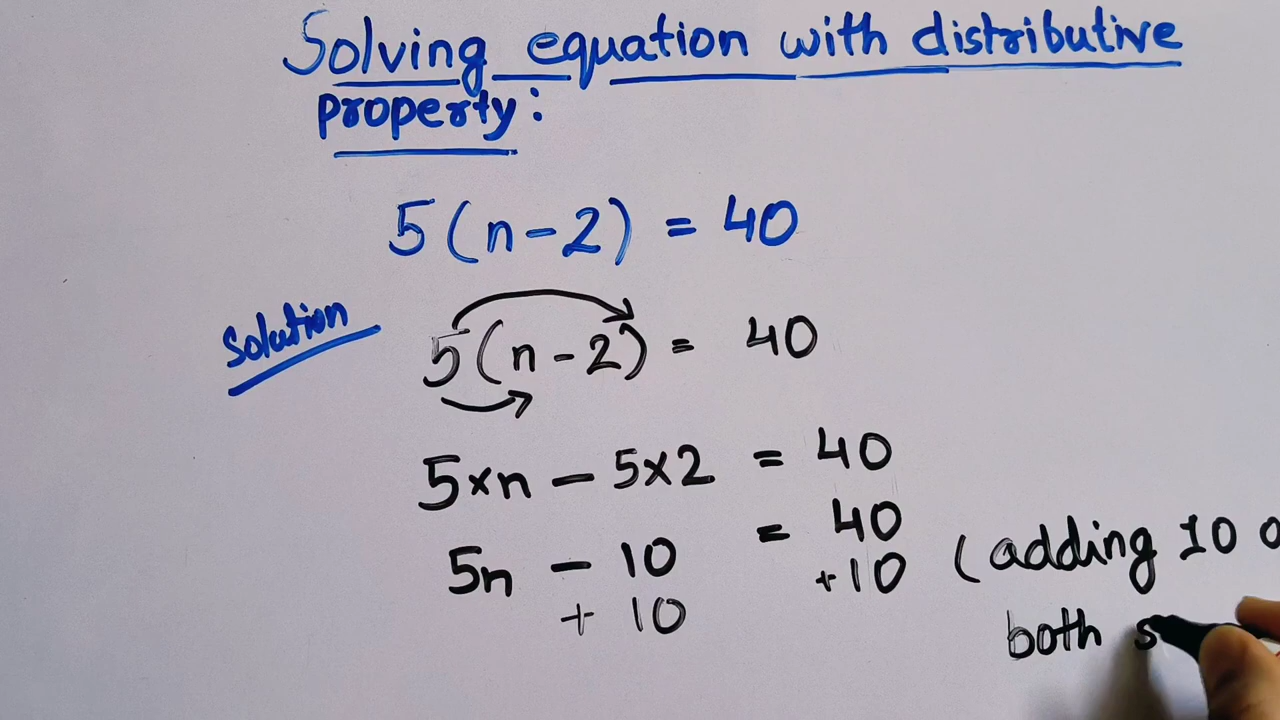 Solving equation with distributive
property:
5(n-2) = 40
Solution
5(n-2) = 40
5×n - 5×2 = 40
5n - 10 = 40
+ 10 +10
(adding 10 o
both s